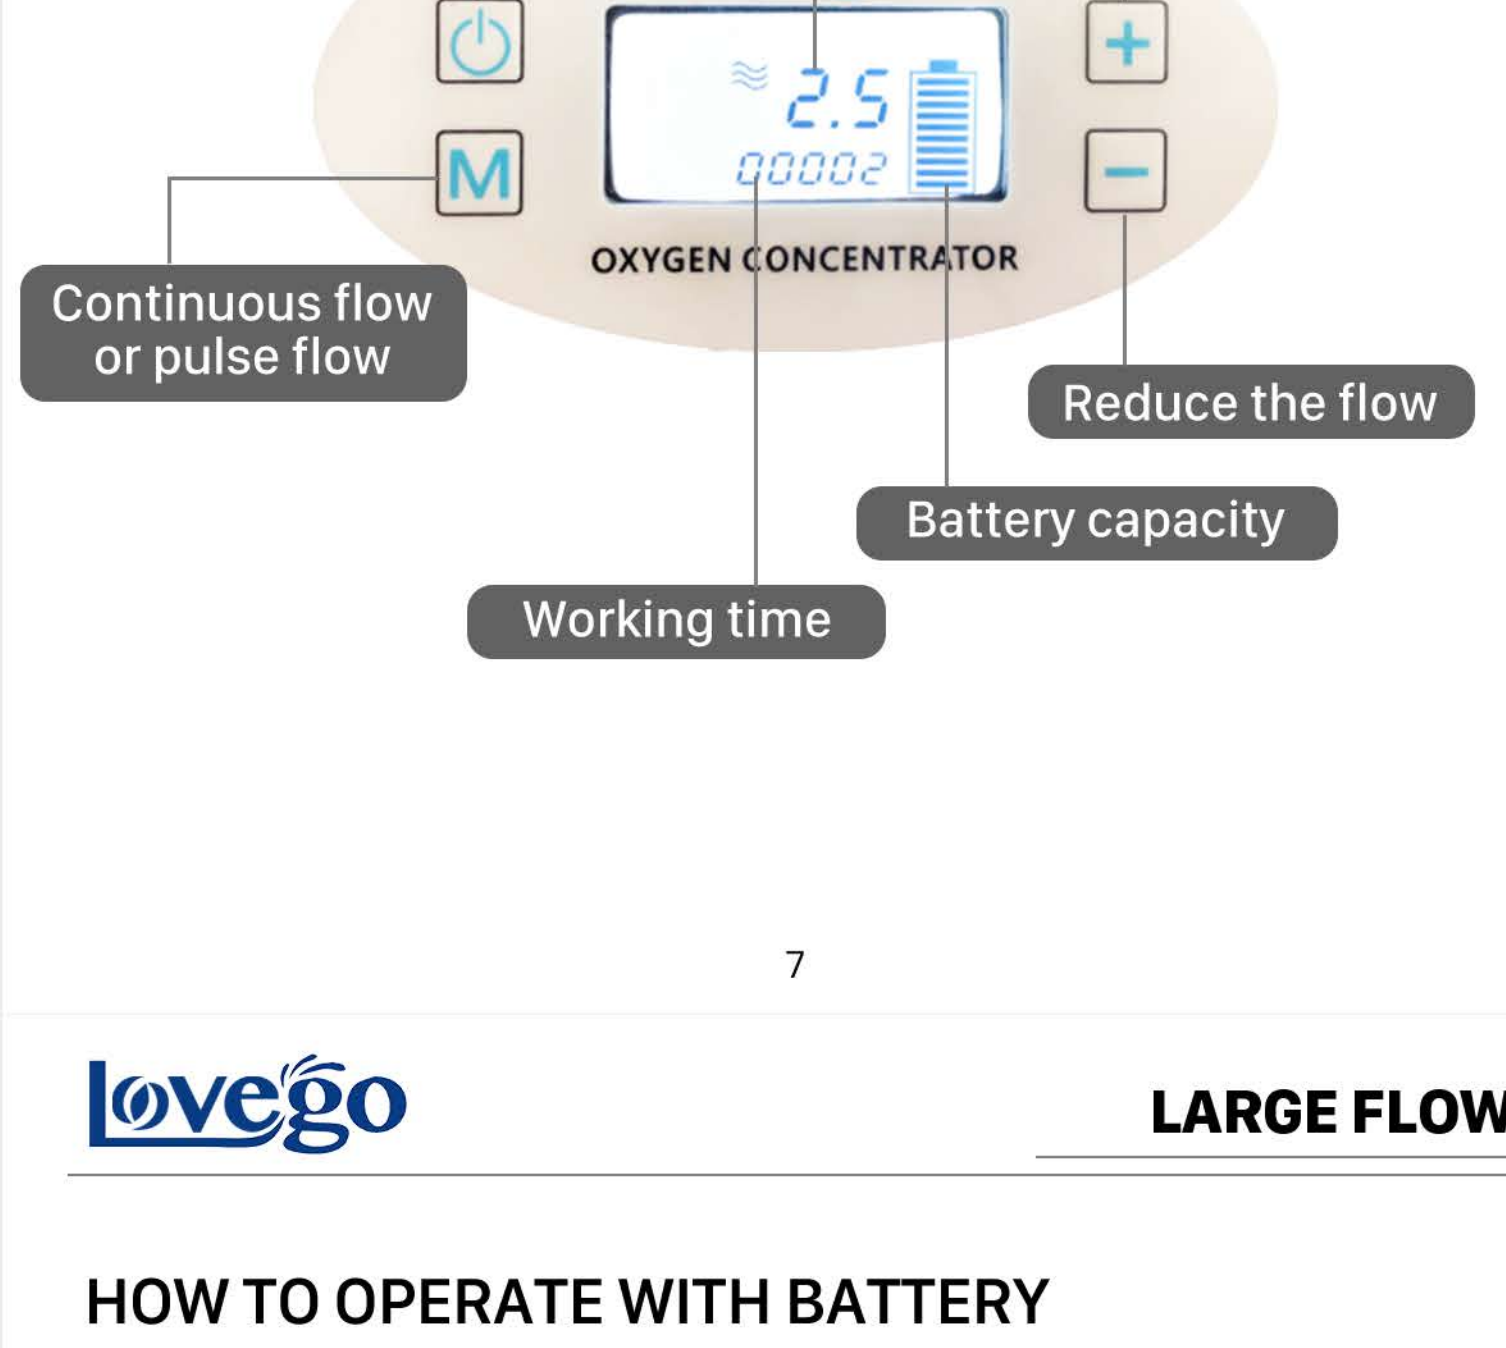 2.5
00002
M
OXYGEN CONCENTRATOR
Continuous flow
or pulse flow
Reduce the flow
Battery capacity
Working time
7
Lovego
LARGE FLOW
HOW TO OPERATE WITH BATTERY